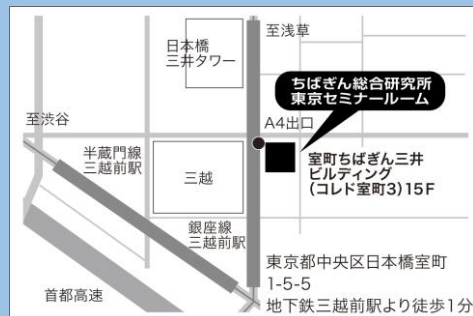 至浅草
日本橋
三井タワー
ちばぎん総合研究所
東京セミナールーム
至渋谷
A4出口
半蔵門線
三越前駅
三越
室町ちばぎん三井
ビルディング
(コレド室町3)15F
銀座線
三越前駅
東京都中央区日本橋室町
1-5-5
地下鉄三越前駅より徒歩1分
首都高速